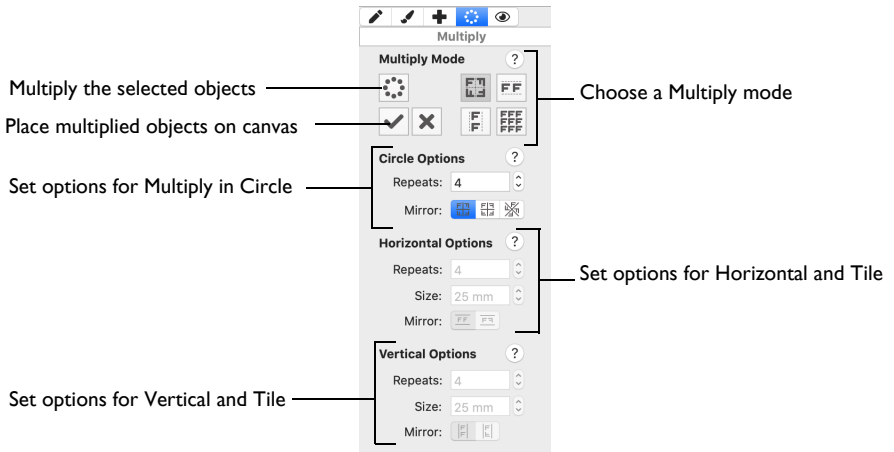 Multiply
Multiply Mode ?
Multiply the selected objects
Choose a Multiply mode
Place multiplied objects on canvas
Circle Options ?
Repeats: 4
Set options for Multiply in Circle
Mirror:
Horizontal Options ?
Repeats: 4
Set options for Horizontal and Tile
Size: 25 mm
Mirror:
Vertical Options ?
Repeats: 4
Set options for Vertical and Tile
Size: 25 mm
Mirror: